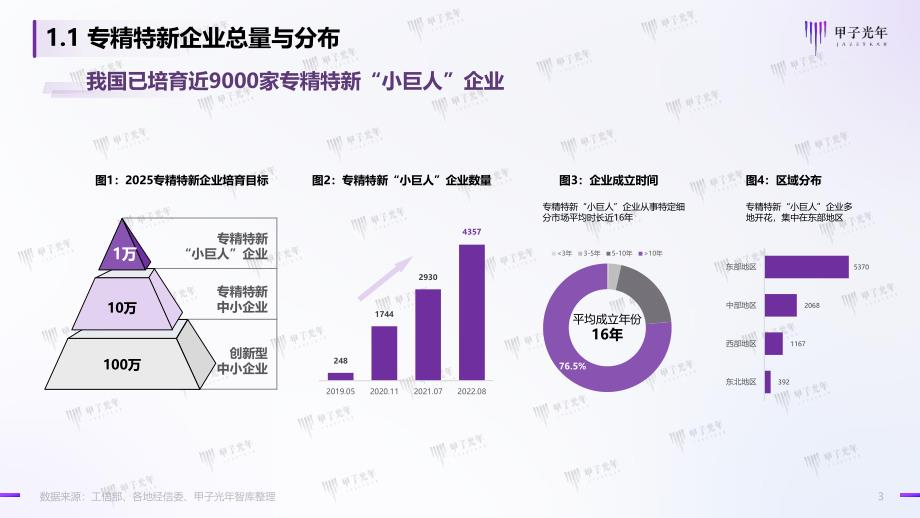 1.1 专精特新企业总量与分布
甲子光年
JAZZYEAR
我国已培育近9000家专精特新“小巨人”企业
图1：2025专精特新企业培育目标
1万
专精特新
“小巨人”企业
10万
专精特新
中小企业
100万
创新型
中小企业
图2：专精特新“小巨人”企业数量
248
1744
2930
4357
2019.05
2020.11
2021.07
2022.08
图3：企业成立时间
专精特新“小巨人”企业从事特定细
分市场平均时长近16年
<3年
3-5年
5-10年
>10年
平均成立年份
16年
76.5%
图4：区域分布
专精特新“小巨人”企业多
地开花，集中在东部地区
东部地区
5370
中部地区
2068
西部地区
1167
东北地区
392
数据来源：工信部、各地经信委、甲子光年智库整理
3